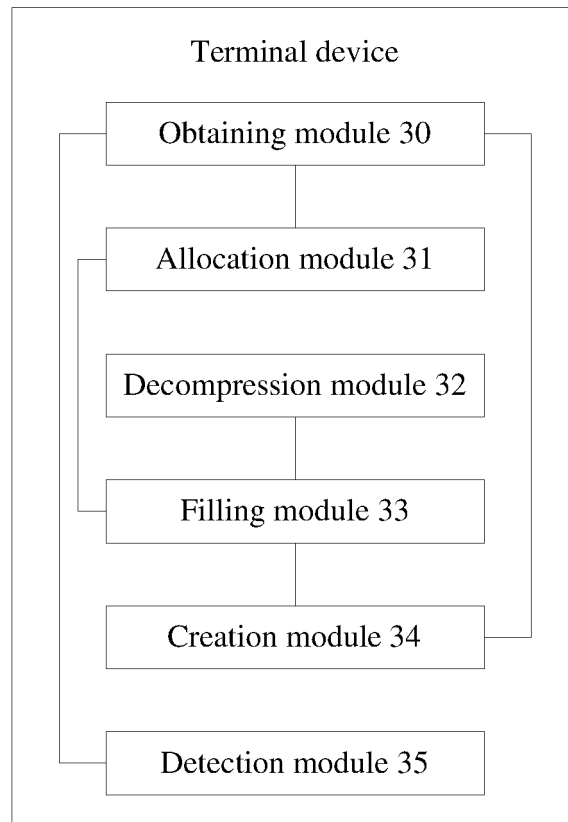 Terminal device
Obtaining module 30
Allocation module 31
Decompression module 32
Filling module 33
Creation module 34
Detection module 35